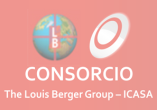 LB
CONSORCIO
The Louis Berger Group – ICASA